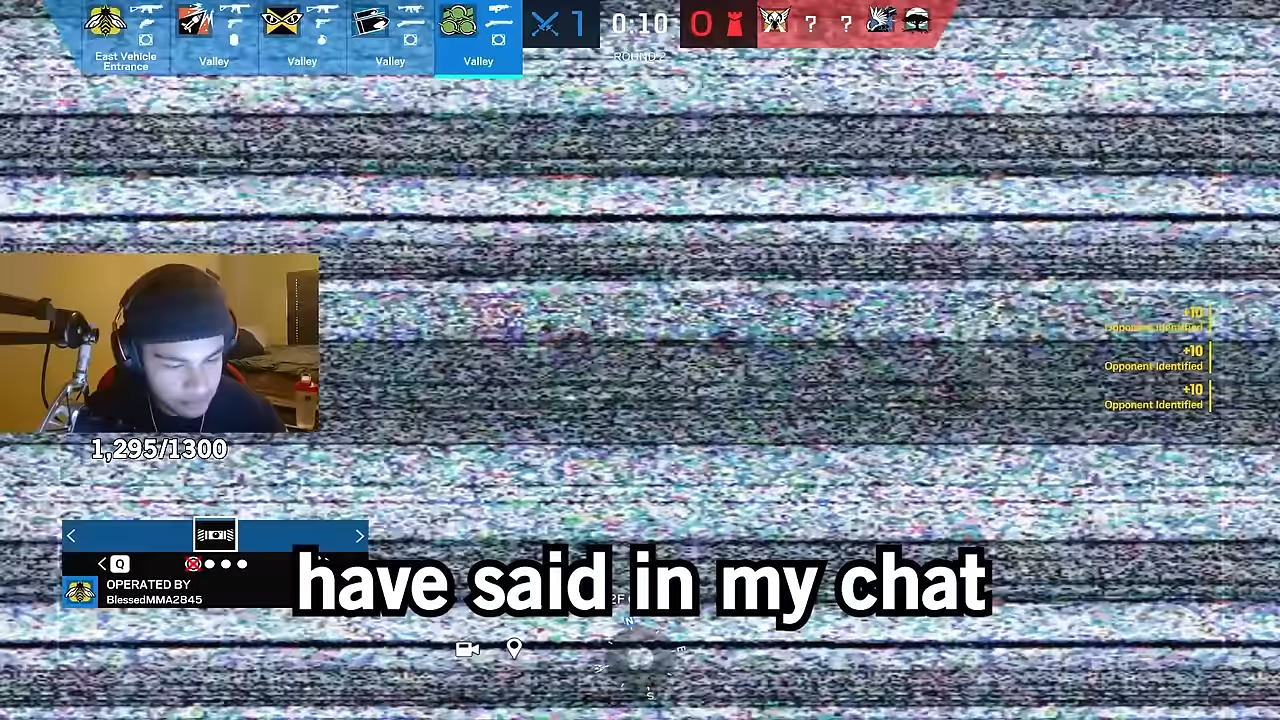 East Vehicle
Entrance
Valley
Valley
Valley
Valley
1
0:10
ROUND 2
0
?
?
+10
Opponent Identified
+10
Opponent Identified
+10
Opponent Identified
1,295/1300
Q
OPERATED BY
BlessedMMA2845
have said in my chat
2F
N
E
S